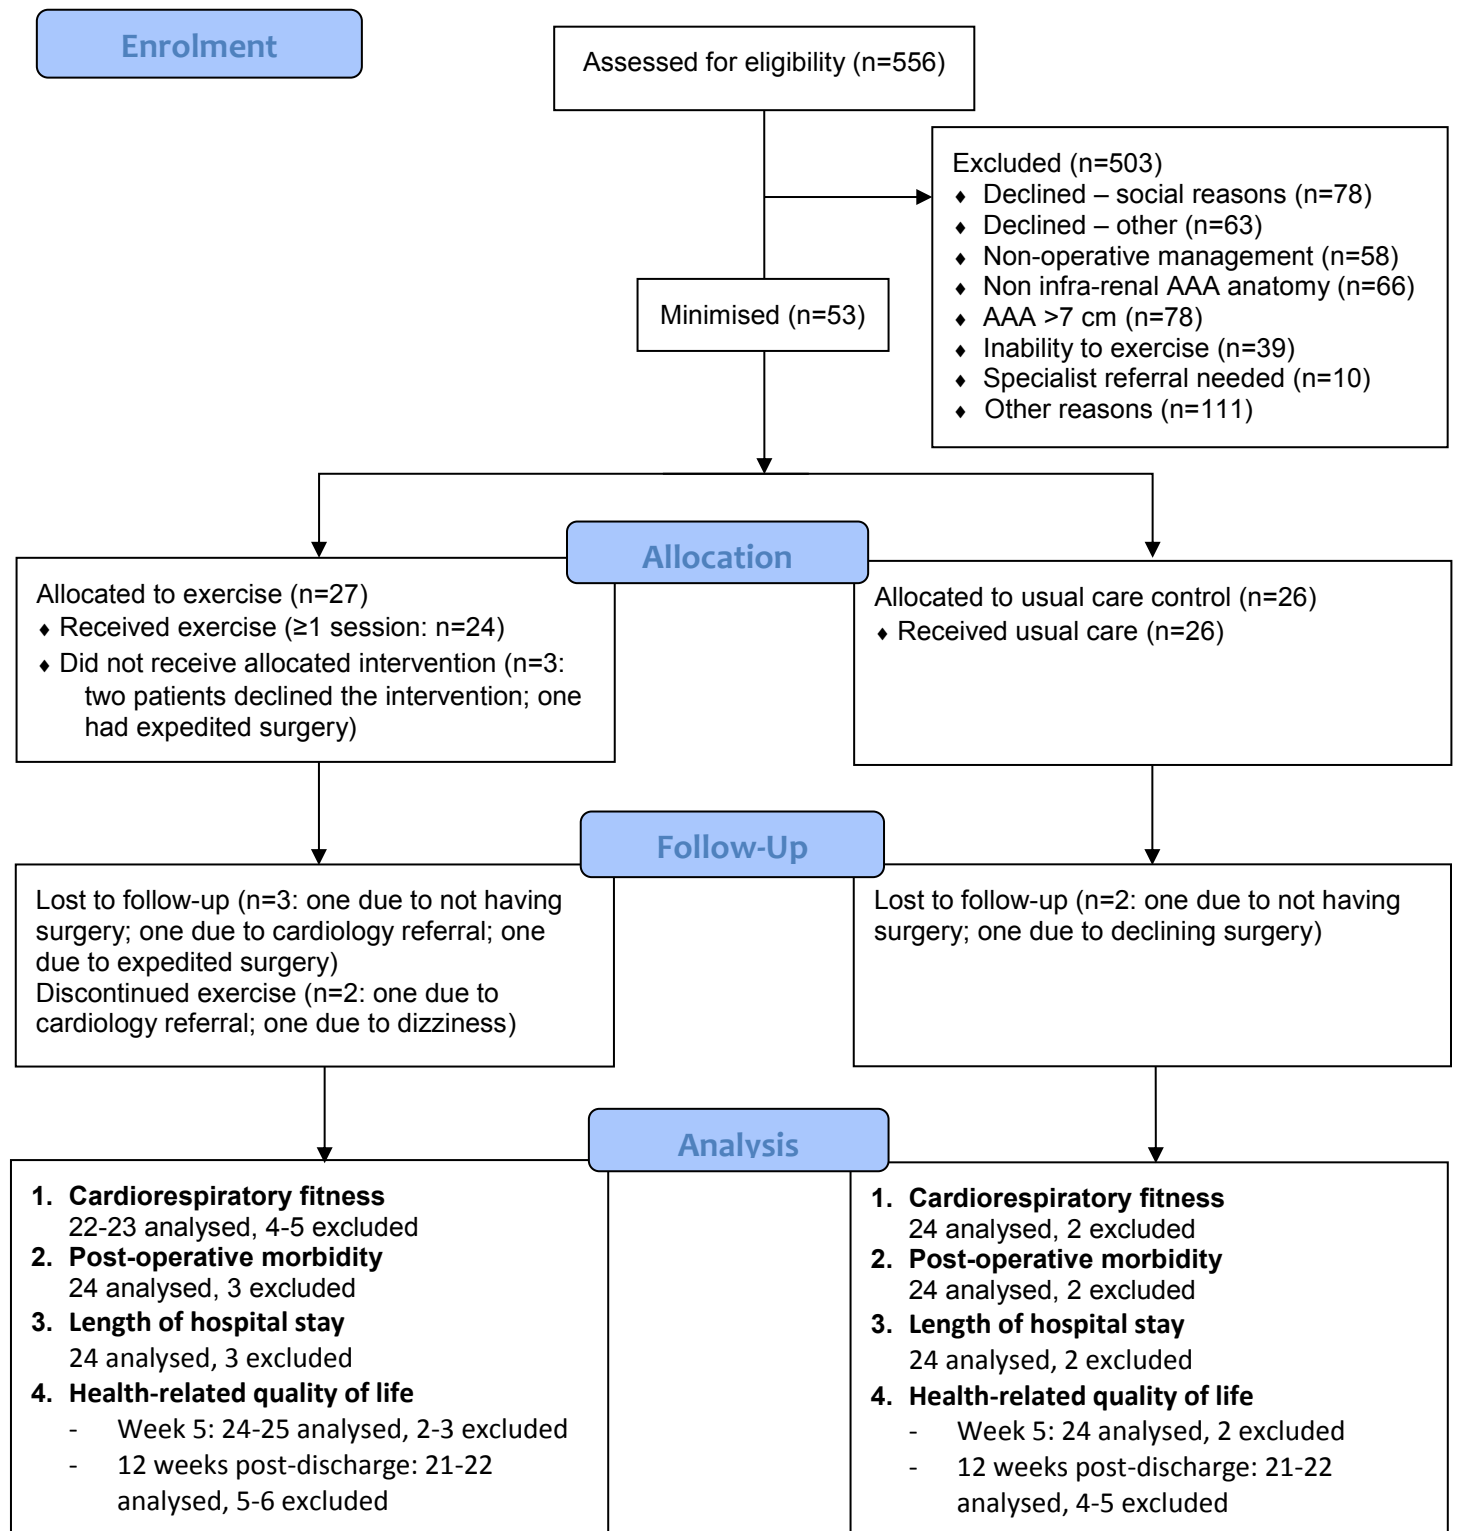 Enrolment
Assessed for eligibility (n=556)
Excluded (n=503)
♦ Declined – social reasons (n=78)
♦ Declined – other (n=63)
♦ Non-operative management (n=58)
♦ Non infra-renal AAA anatomy (n=66)
♦ AAA >7 cm (n=78)
♦ Inability to exercise (n=39)
♦ Specialist referral needed (n=10)
♦ Other reasons (n=111)
Minimised (n=53)
Allocation
Allocated to exercise (n=27)
♦ Received exercise (≥1 session: n=24)
♦ Did not receive allocated intervention (n=3:
two patients declined the intervention; one
had expedited surgery)
Allocated to usual care control (n=26)
♦ Received usual care (n=26)
Follow-Up
Lost to follow-up (n=3: one due to not having
surgery; one due to cardiology referral; one
due to expedited surgery)
Discontinued exercise (n=2: one due to
cardiology referral; one due to dizziness)
Lost to follow-up (n=2: one due to not having
surgery; one due to declining surgery)
Analysis
1. Cardiorespiratory fitness
22-23 analysed, 4-5 excluded
2. Post-operative morbidity
24 analysed, 3 excluded
3. Length of hospital stay
24 analysed, 3 excluded
4. Health-related quality of life
- Week 5: 24-25 analysed, 2-3 excluded
- 12 weeks post-discharge: 21-22
analysed, 5-6 excluded
1. Cardiorespiratory fitness
24 analysed, 2 excluded
2. Post-operative morbidity
24 analysed, 2 excluded
3. Length of hospital stay
24 analysed, 2 excluded
4. Health-related quality of life
- Week 5: 24 analysed, 2 excluded
- 12 weeks post-discharge: 21-22
analysed, 4-5 excluded